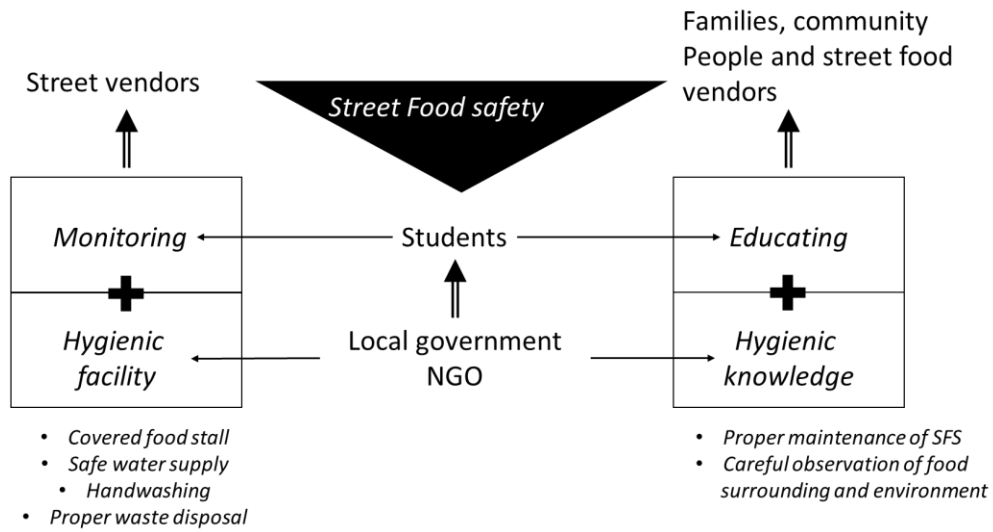 Families, community
People and street food
vendors
Street vendors
Street Food safety
Monitoring
Students
Educating
Hygienic
facility
Local government
NGO
Hygienic
knowledge
• Covered food stall
• Safe water supply
• Handwashing
• Proper waste disposal
• Proper maintenance of SFS
• Careful observation of food
surrounding and environment